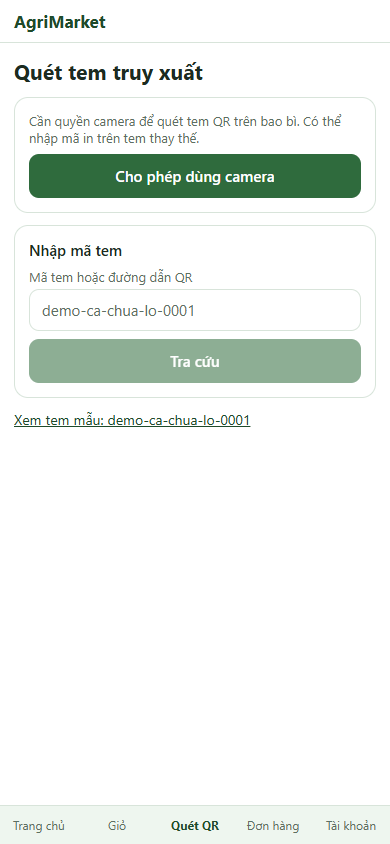 AgriMarket
Quét tem truy xuất
Cần quyền camera để quét tem QR trên bao bì. Có thể
nhập mã in trên tem thay thế.
Cho phép dùng camera
Nhập mã tem
Mã tem hoặc đường dẫn QR
demo-ca-chua-lo-0001
Tra cứu
Xem tem mẫu: demo-ca-chua-lo-0001
Trang chủ Giỏ Quét QR Đơn hàng Tài khoản